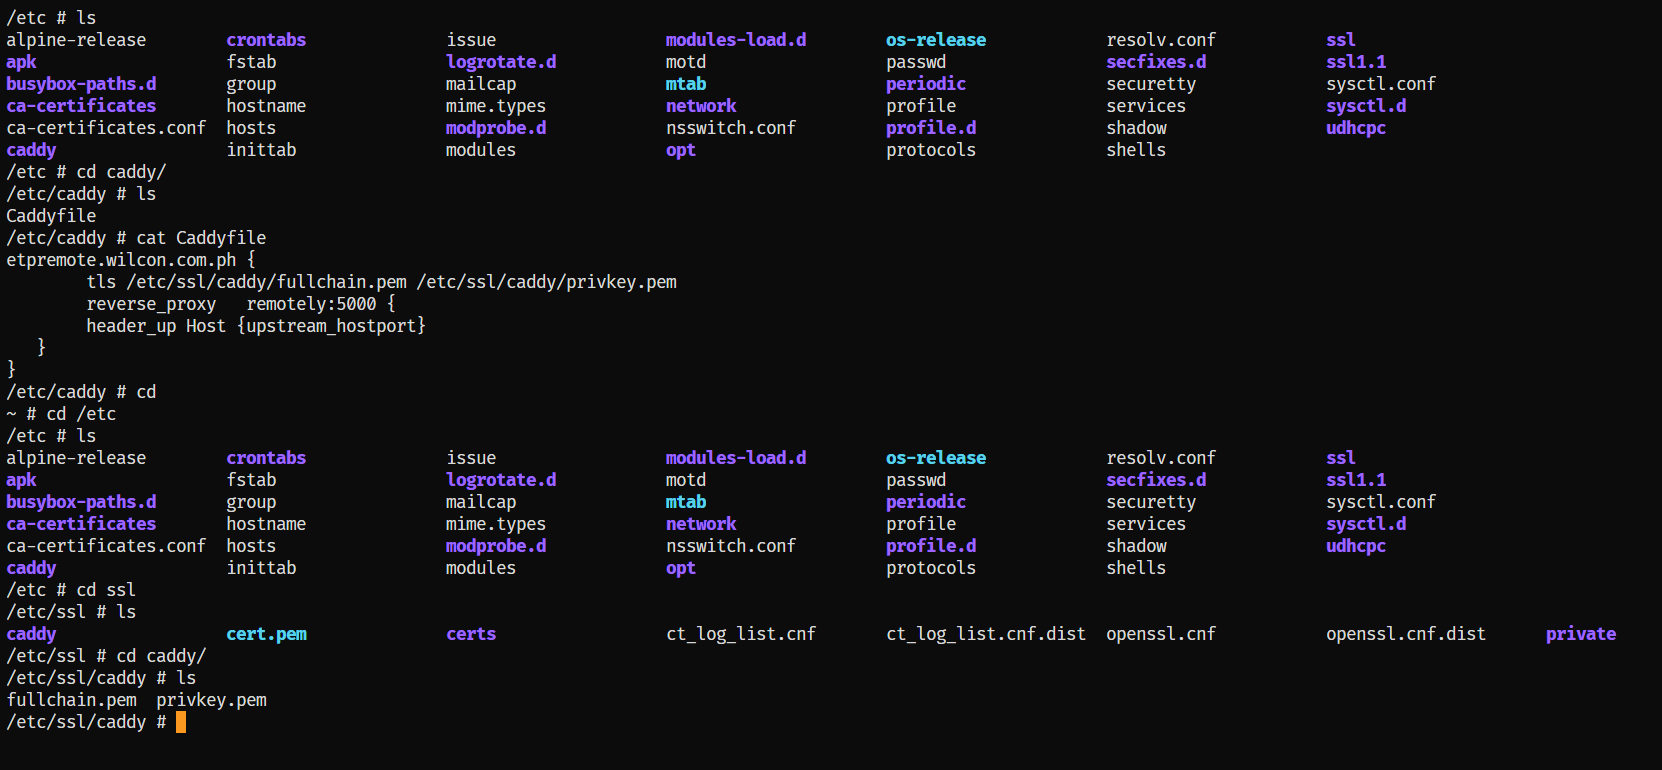 /etc # ls
alpine-release crontabs issue modules-load.d os-release resolv.conf ssl
apk fstab logrotate.d motd passwd secfixes.d ssl1.1
busybox-paths.d group mailcap mtab periodic securetty sysctl.conf
ca-certificates hostname mime.types network profile services sysctl.d
ca-certificates.conf hosts modprobe.d nsswitch.conf profile.d shadow udhcpc
caddy inittab modules opt protocols shells
/etc # cd caddy/
/etc/caddy # ls
Caddyfile
/etc/caddy # cat Caddyfile
etpremote.wilcon.com.ph {
        tls /etc/ssl/caddy/fullchain.pem /etc/ssl/caddy/privkey.pem
        reverse_proxy   remotely:5000 {
        header_up Host {upstream_hostport}
   }
}
/etc/caddy # cd
~ # cd /etc
/etc # ls
alpine-release crontabs issue modules-load.d os-release resolv.conf ssl
apk fstab logrotate.d motd passwd secfixes.d ssl1.1
busybox-paths.d group mailcap mtab periodic securetty sysctl.conf
ca-certificates hostname mime.types network profile services sysctl.d
ca-certificates.conf hosts modprobe.d nsswitch.conf profile.d shadow udhcpc
caddy inittab modules opt protocols shells
/etc # cd ssl
/etc/ssl # ls
caddy cert.pem certs ct_log_list.cnf ct_log_list.cnf.dist openssl.cnf openssl.cnf.dist private
/etc/ssl # cd caddy/
/etc/ssl/caddy # ls
fullchain.pem  privkey.pem
/etc/ssl/caddy #